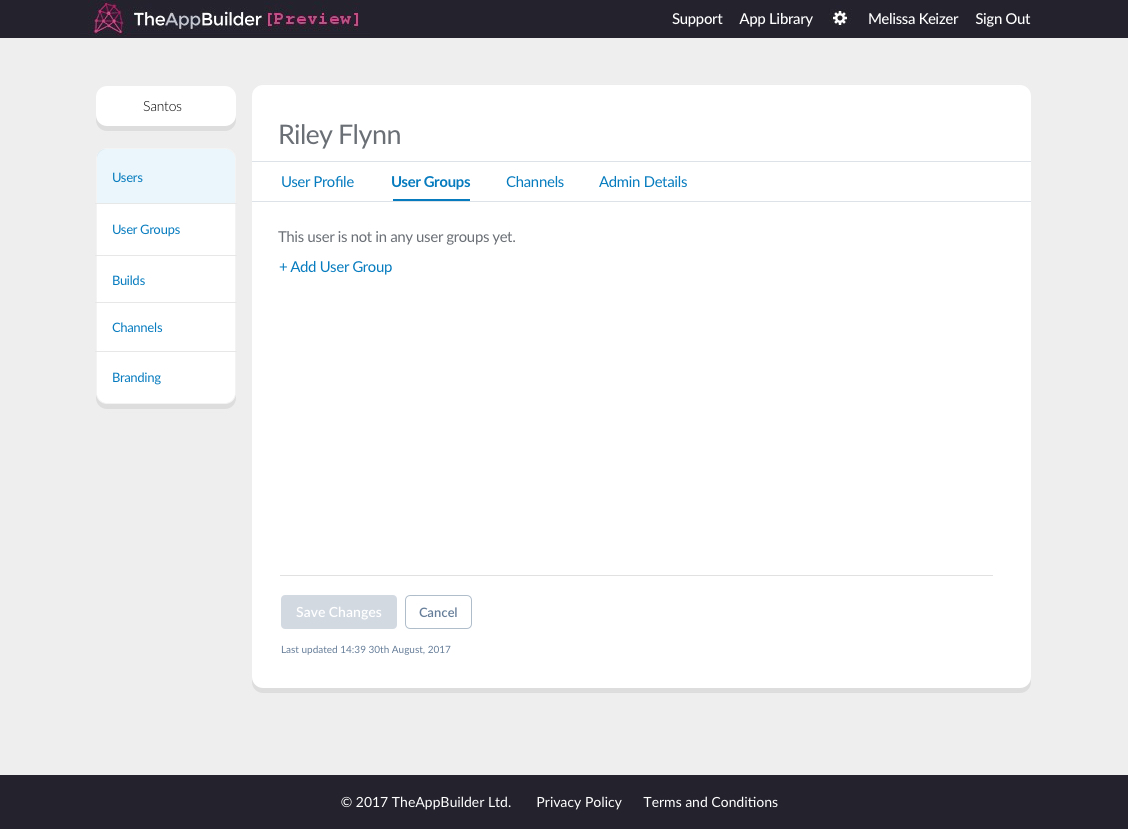 TheAppBuilder [Preview]
Support App Library Melissa Keizer Sign Out
Santos
Users
User Groups
Builds
Channels
Branding
Riley Flynn
User Profile User Groups Channels Admin Details
This user is not in any user groups yet.
+ Add User Group
Save Changes Cancel
Last updated 14:39 30th August, 2017
© 2017 TheAppBuilder Ltd. Privacy Policy Terms and Conditions